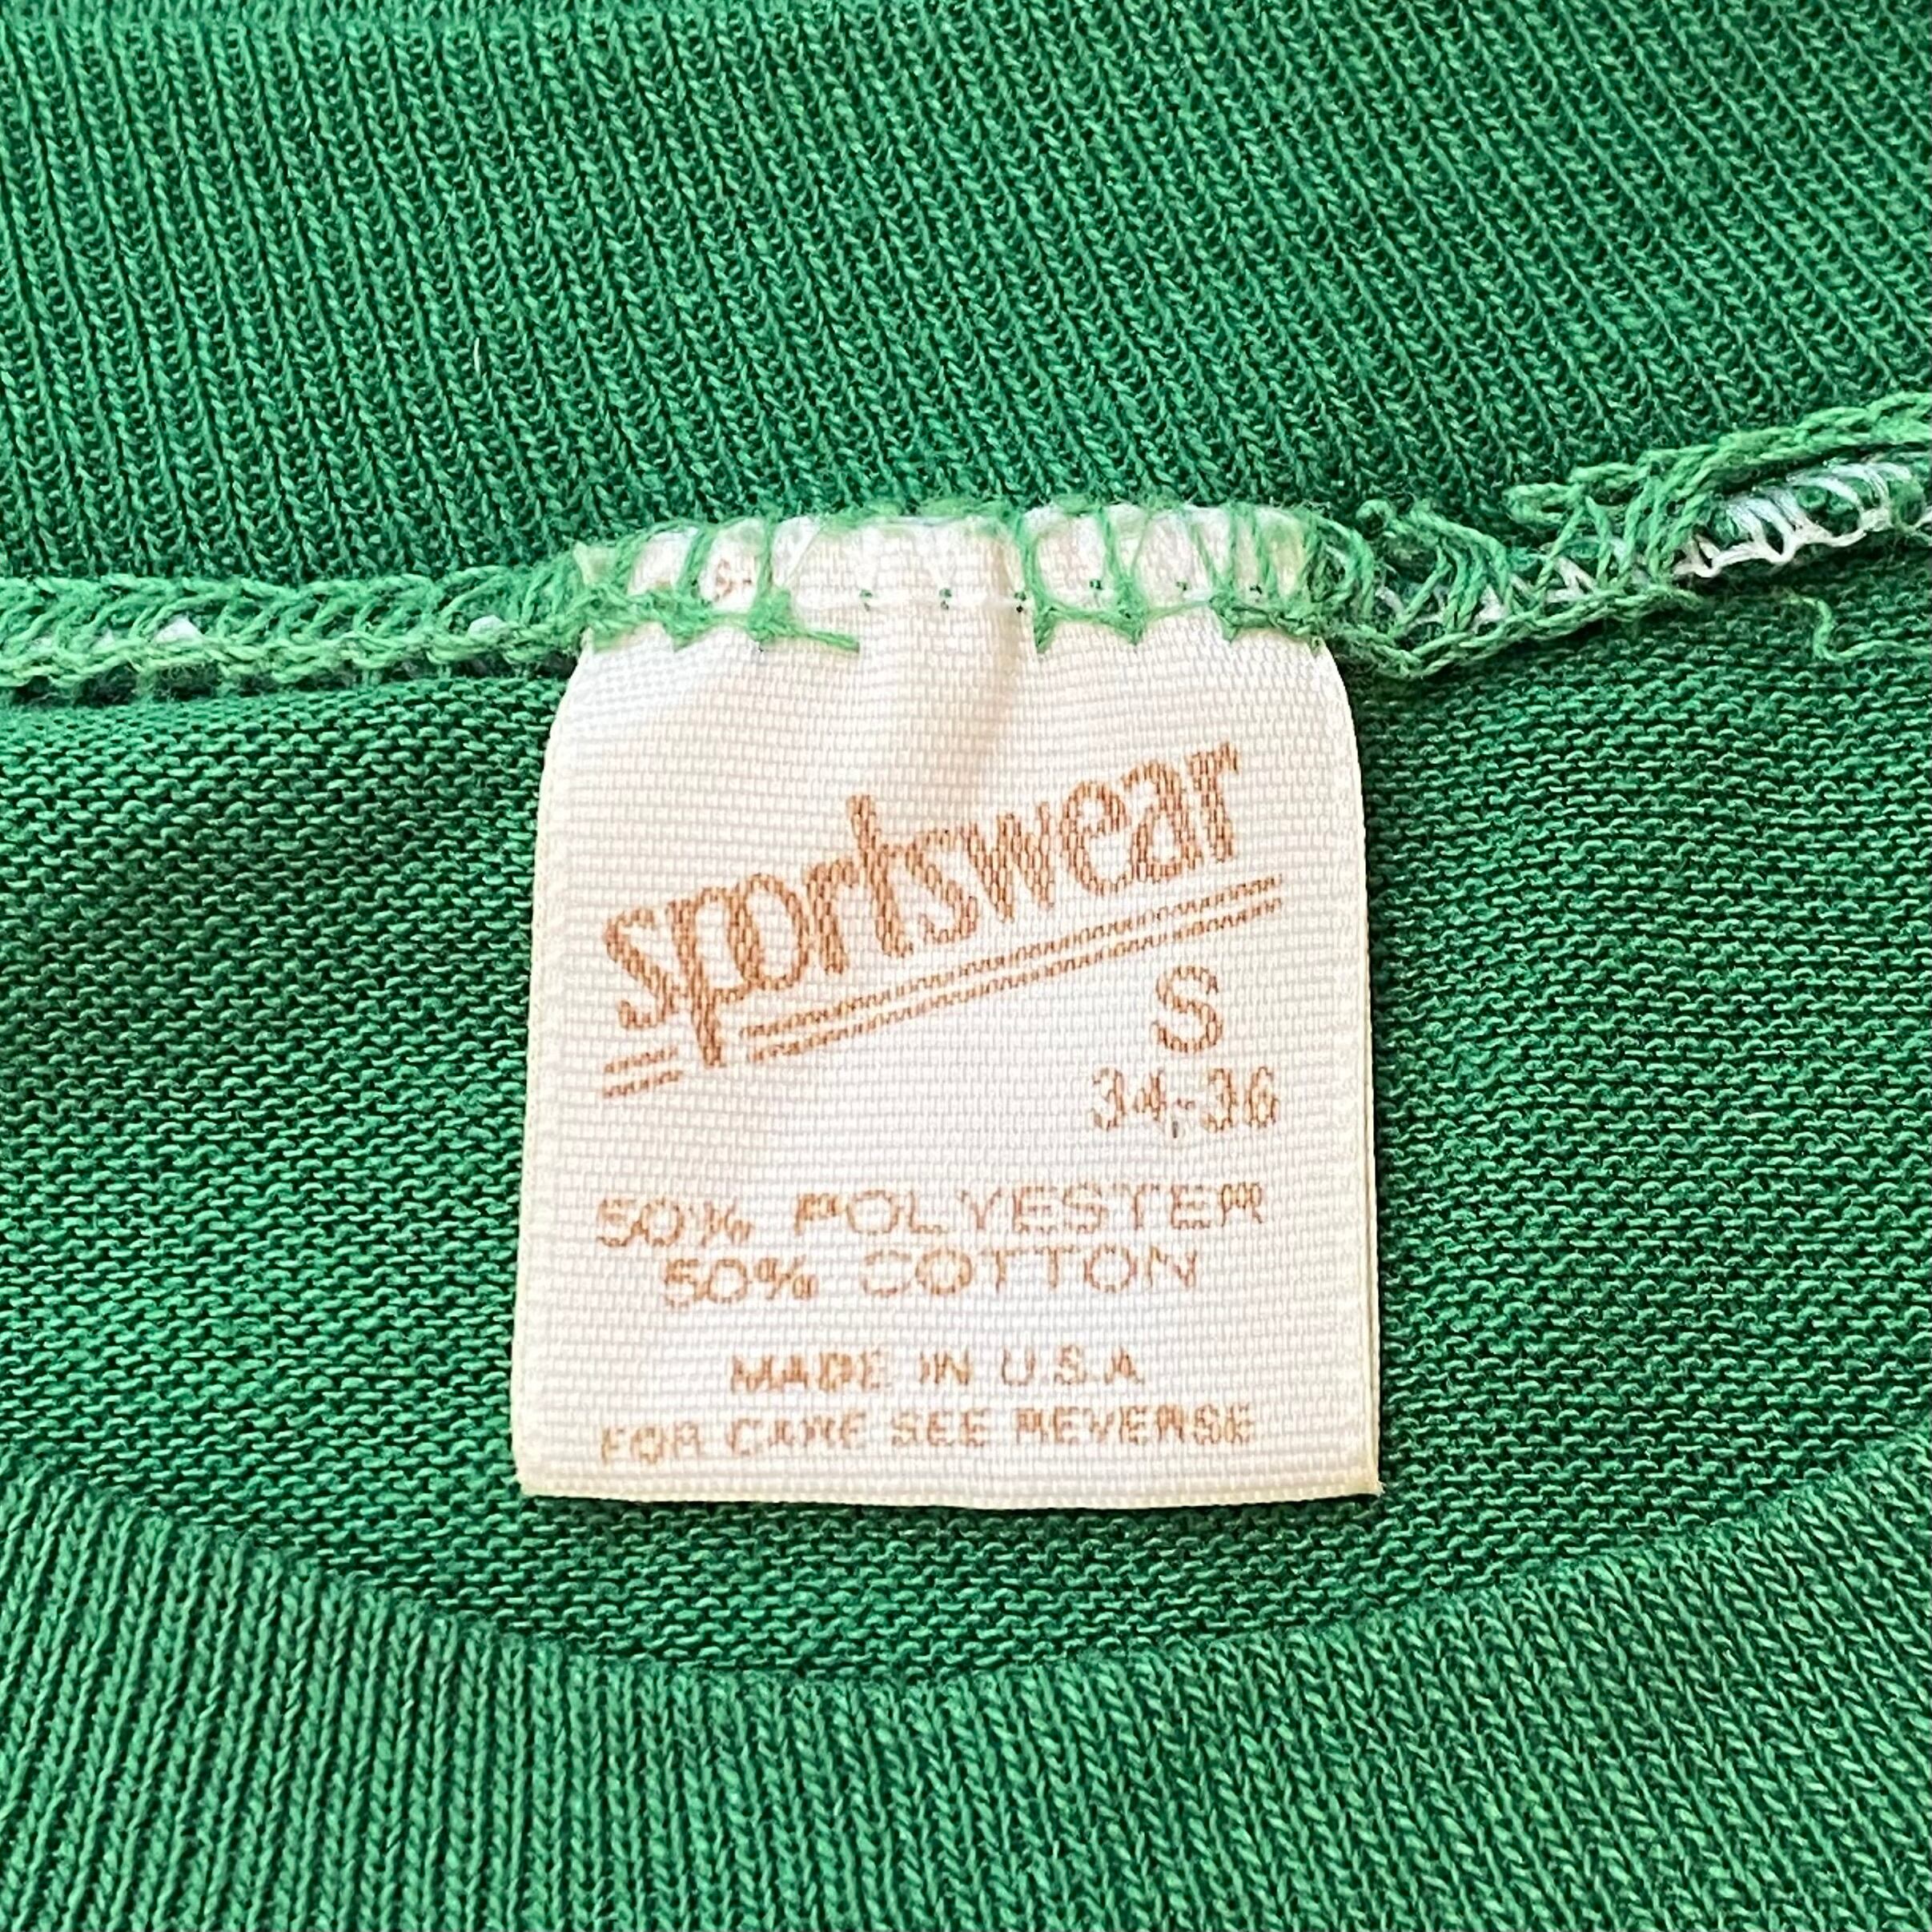 sportswear
S
34-36
50% POLYESTER
50% COTTON
MADE IN U.S.A
FOR CARE SEE REVERSE